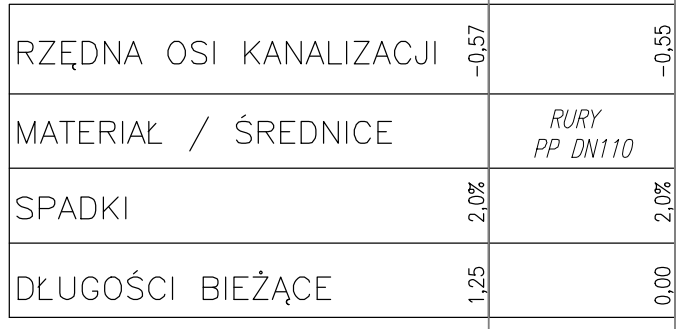 RZĘDNA OSI KANALIZACJI -0,57 -0,55
MATERIAŁ / ŚREDNICE RURY
PP DN110
SPADKI 2,0% 2,0%
DŁUGOŚCI BIEŻĄCE 1,25 0,00